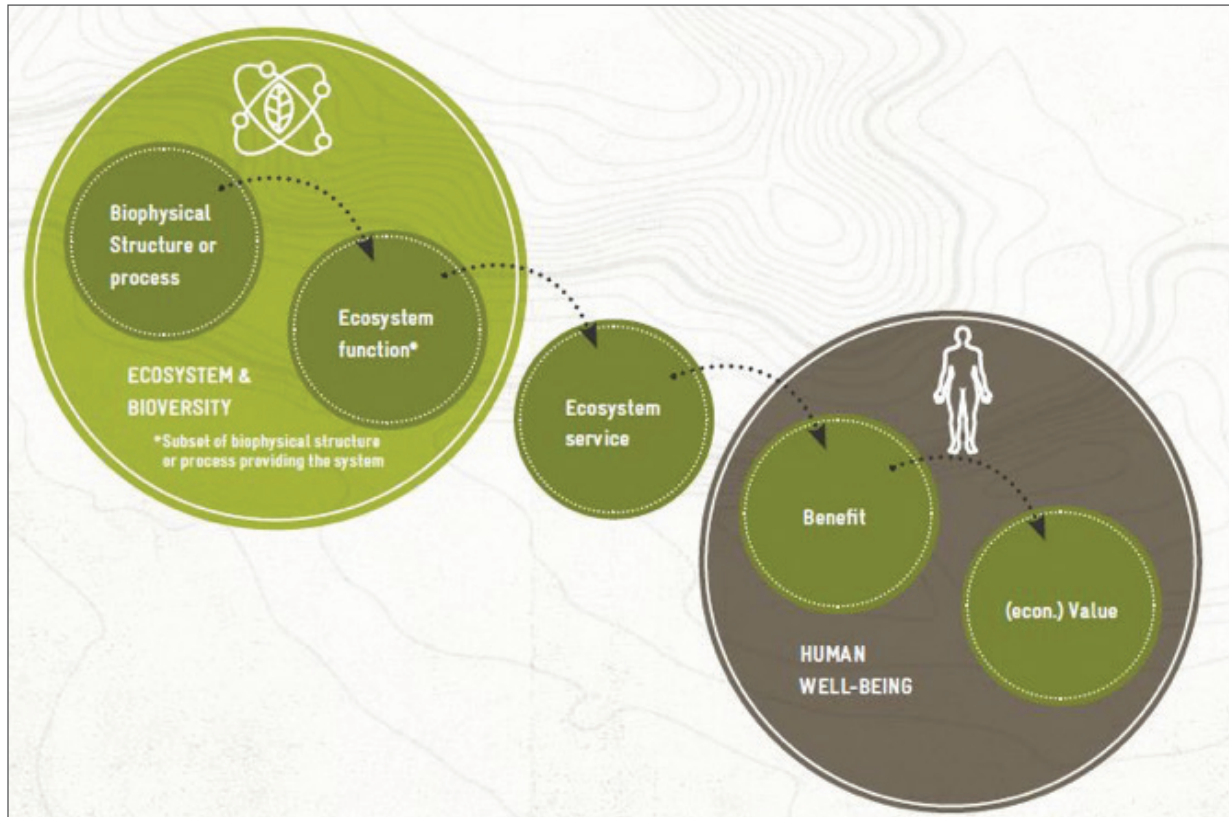 Biophysical
Structure or
process
Ecosystem
function*
ECOSYSTEM &
BIOVERSITY
*Subset of biophysical structure
or process providing the system
Ecosystem
service
Benefit
(econ.) Value
HUMAN
WELL-BEING